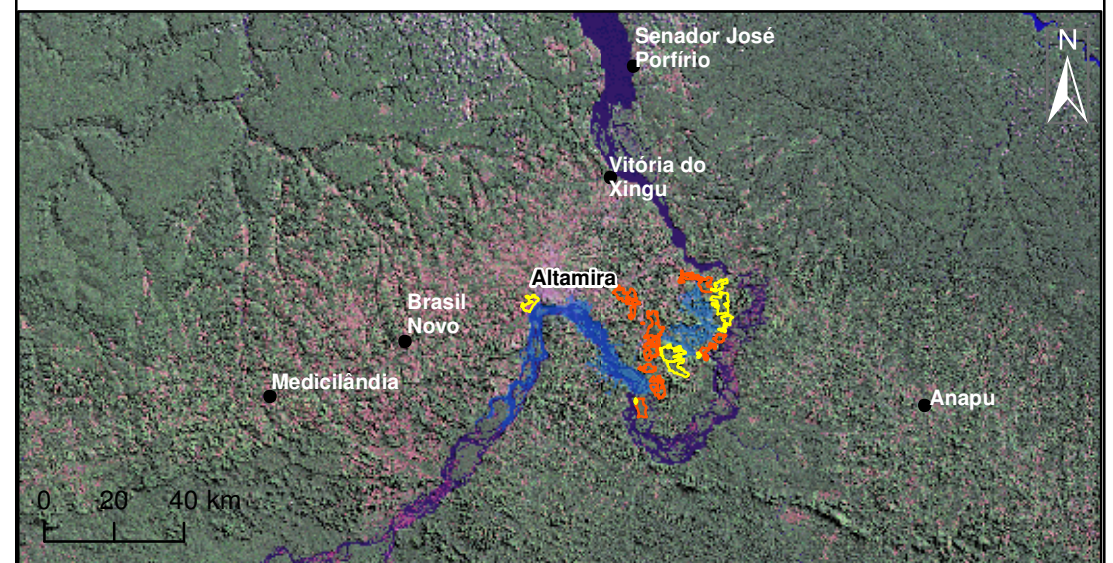 Senador José
Porfírio
N
Vitória do
Xingu
Altamira
Brasil
Novo
Medicilândia
Anapu
0 20 40 km